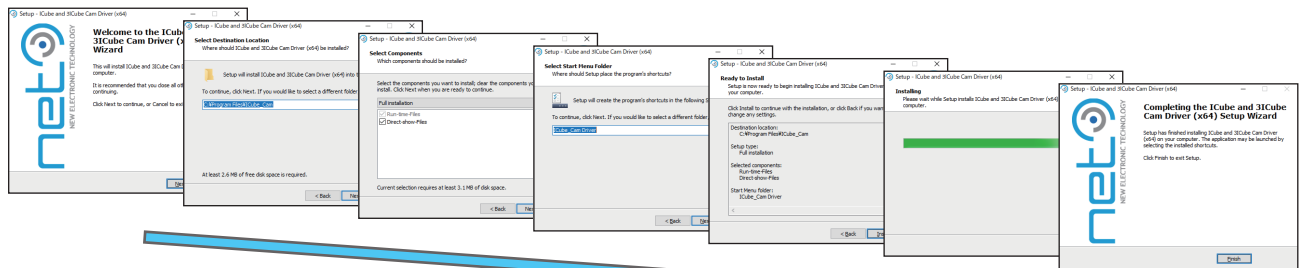 Setup - ICube and 3ICube Cam Driver (x64)
net
NEW ELECTRONIC TECHNOLOGY
Welcome to the ICub
3ICube Cam Driver (
Wizard
This will install ICube and 3ICube Cam D
computer.
It is recommended that you close all ot
continuing.
Click Next to continue, or Cancel to exi
Setup - ICube and 3ICube Cam Driver (x64)
Select Destination Location
Where should ICube and 3ICube Cam Driver (x64) be installed?
Setup will install ICube and 3ICube Cam Driver (x64) into t
To continue, click Next. If you would like to select a different folder
C:₩Program Files₩ICube_Cam
At least 2.6 MB of free disk space is required.
< Back Nex
Setup - ICube and 3ICube Cam Driver (x64)
Select Components
Which components should be installed?
Select the components you want to install; clear the components yo
install. Click Next when you are ready to continue.
Full installation
Run-time-Files
Direct-show-Files
Current selection requires at least 3.1 MB of disk space.
< Back Nex
Setup - ICube and 3ICube Cam Driver (x64)
Select Start Menu Folder
Where should Setup place the program's shortcuts?
Setup will create the program's shortcuts in the following S
To continue, click Next. If you would like to select a different folder
ICube_Cam Driver
< Back Nex
Setup - ICube and 3ICube Cam Driver (x64)
Ready to Install
Setup is now ready to begin installing ICube and 3ICube Cam Driver
your computer.
Click Install to continue with the installation, or click Back if you want
change any settings.
Destination location:
C:₩Program Files₩ICube_Cam
Setup type:
Full installation
Selected components:
Run-time-Files
Direct-show-Files
Start Menu folder:
ICube_Cam Driver
< Back Ins
Setup - ICube and 3ICube Cam Driver (x64)
Installing
Please wait while Setup installs ICube and 3ICube Cam Driver (x64)
computer.
Setup - ICube and 3ICube Cam Driver (x64)
net
NEW ELECTRONIC TECHNOLOGY
Completing the ICube and 3ICube
Cam Driver (x64) Setup Wizard
Setup has finished installing ICube and 3ICube Cam Driver
(x64) on your computer. The application may be launched by
selecting the installed shortcuts.
Click Finish to exit Setup.
Finish